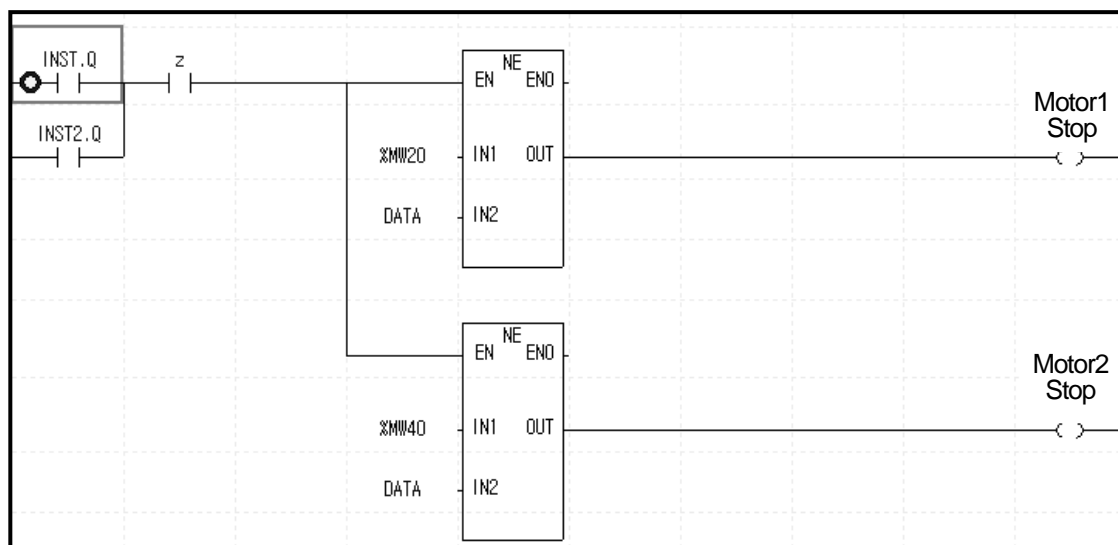 INST.Q
z
NE
EN ENO
Motor1
Stop
INST2.Q
%MW20 IN1 OUT
DATA IN2
NE
EN ENO
Motor2
Stop
%MW40 IN1 OUT
DATA IN2